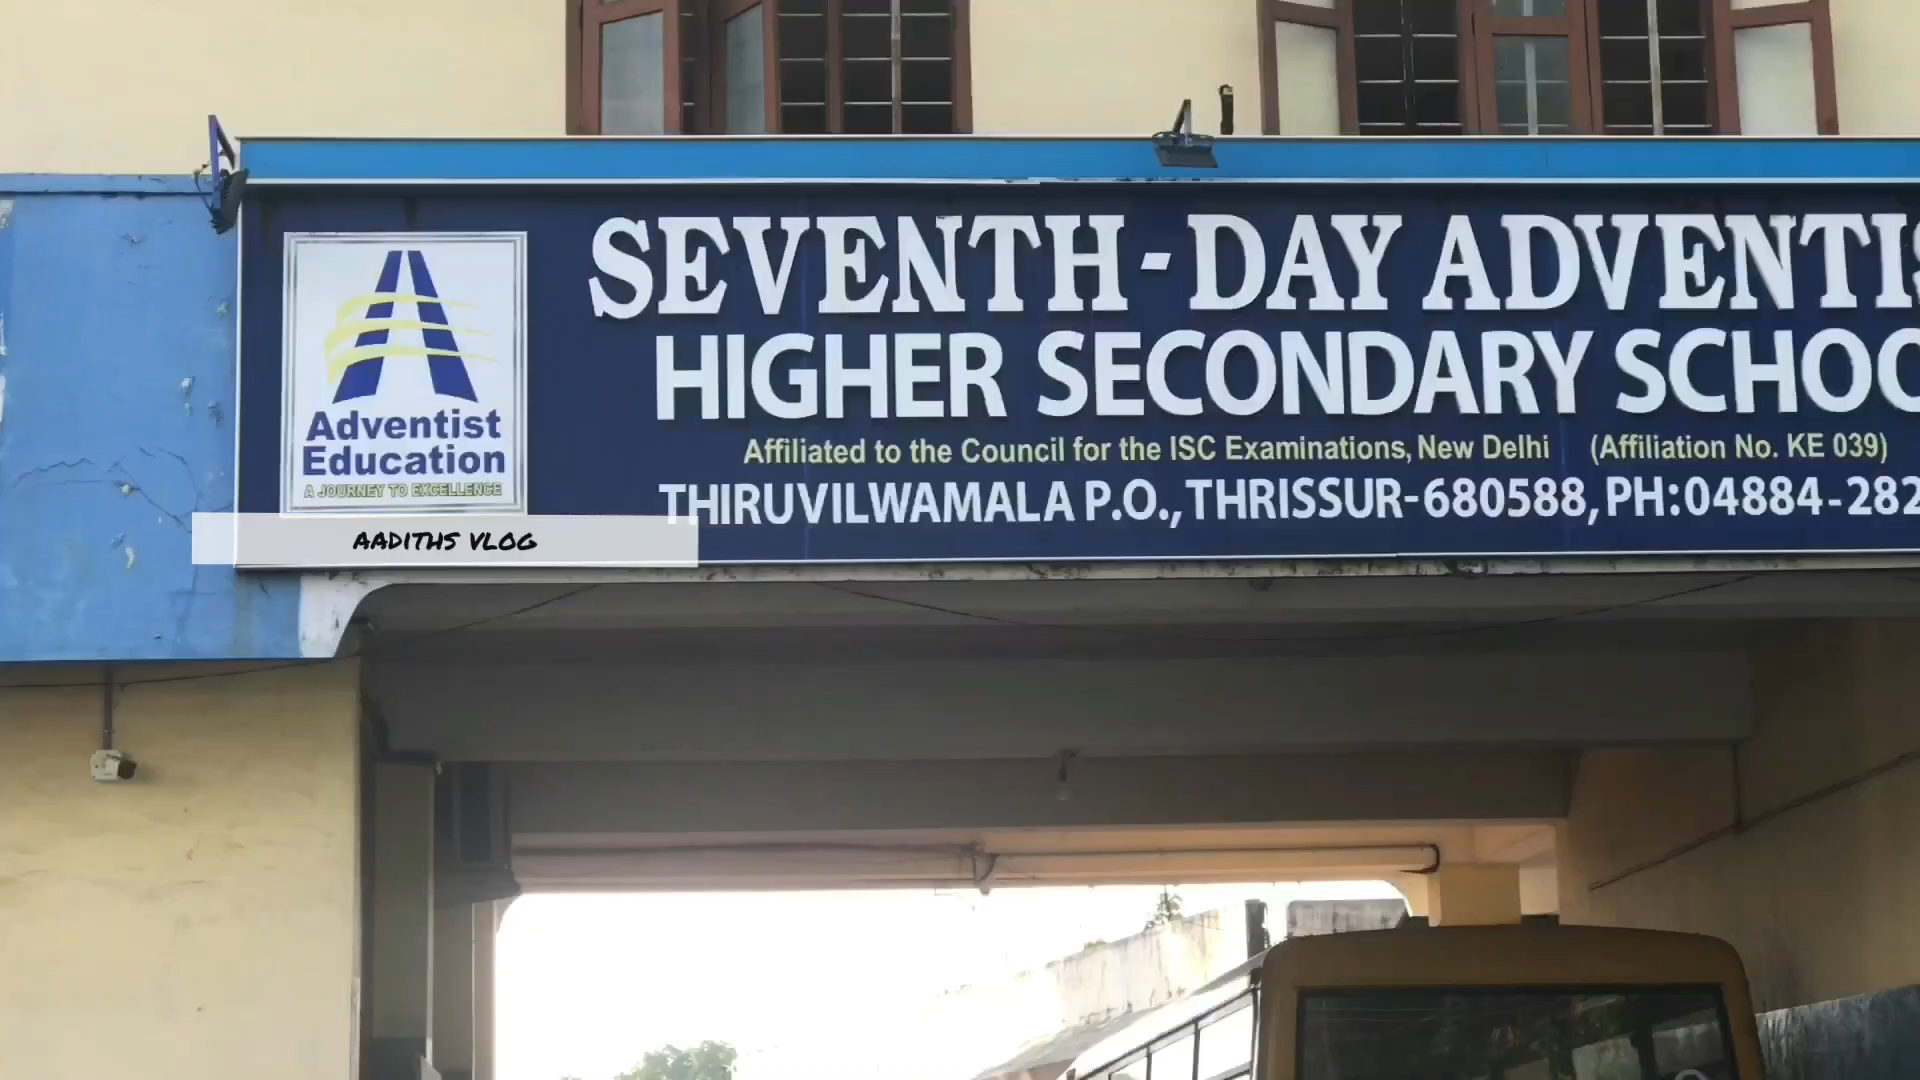 SEVENTH-DAY ADVENTIS
HIGHER SECONDARY SCHOO
Affiliated to the Council for the ISC Examinations, New Delhi (Affiliation No. KE 039)
THIRUVILWAMALA P.O., THRISSUR-680588, PH:04884-282
Adventist
Education
A JOURNEY TO EXCELLENCE
AADITHS VLOG